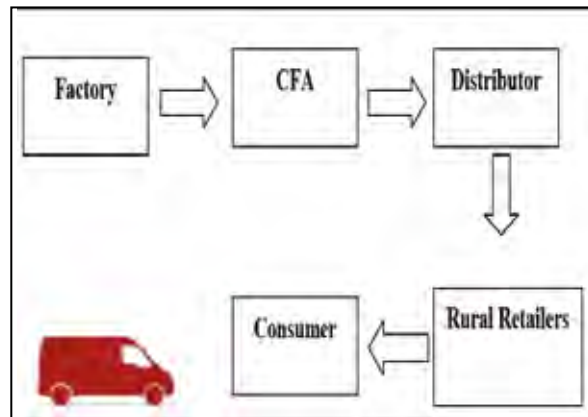 Factory
CFA
Distributor
Rural Retailers
Consumer